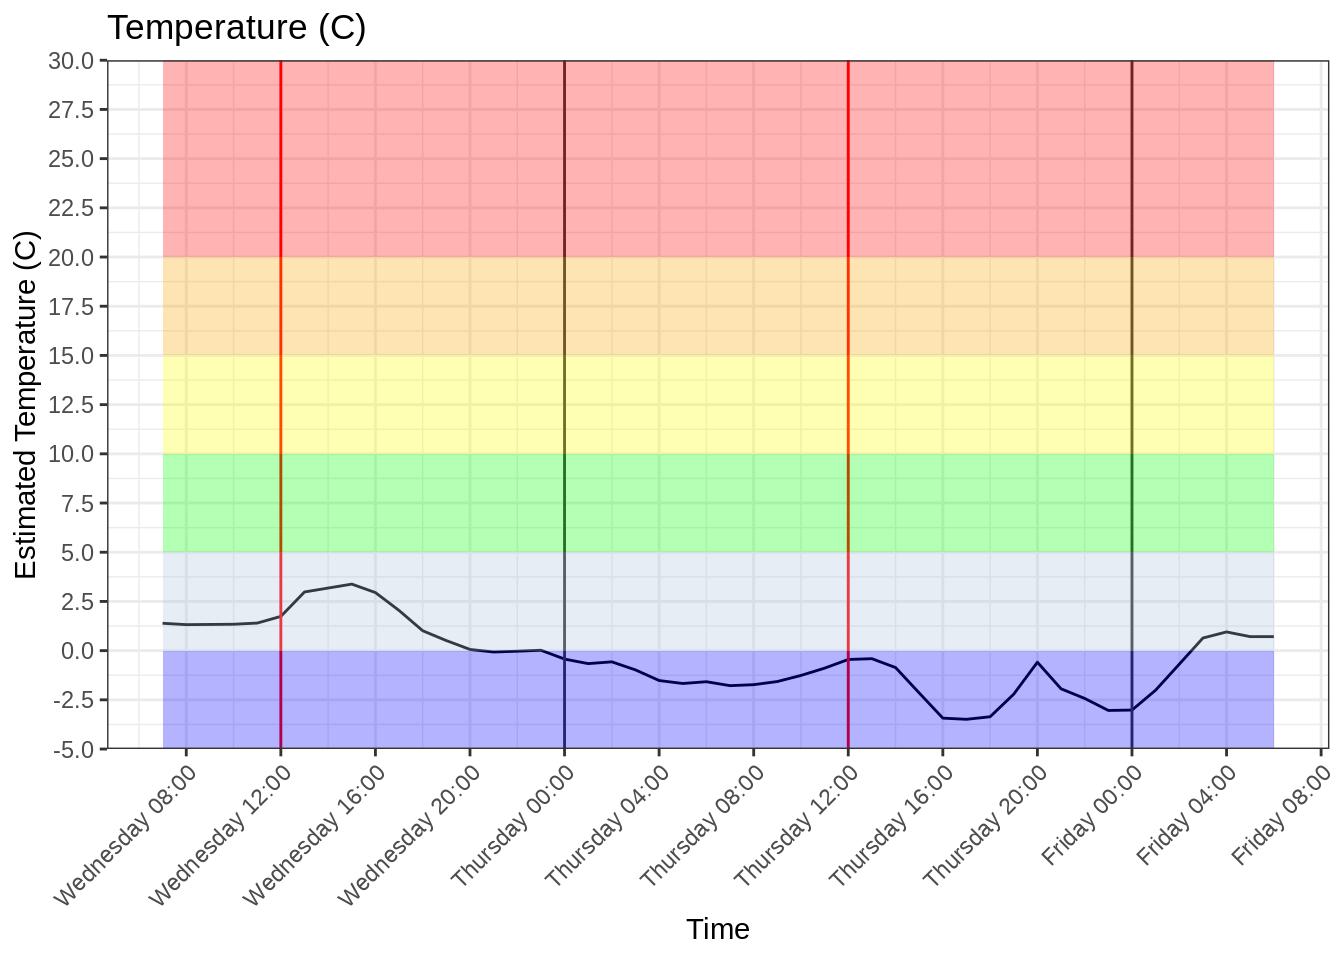 Temperature (C)
30.0
27.5
25.0
22.5
20.0
17.5
15.0
12.5
10.0
7.5
5.0
2.5
0.0
-2.5
-5.0
Estimated Temperature (C)
Wednesday 08:00
Wednesday 12:00
Wednesday 16:00
Wednesday 20:00
Thursday 00:00
Thursday 04:00
Thursday 08:00
Thursday 12:00
Thursday 16:00
Thursday 20:00
Friday 00:00
Friday 04:00
Friday 08:00
Time